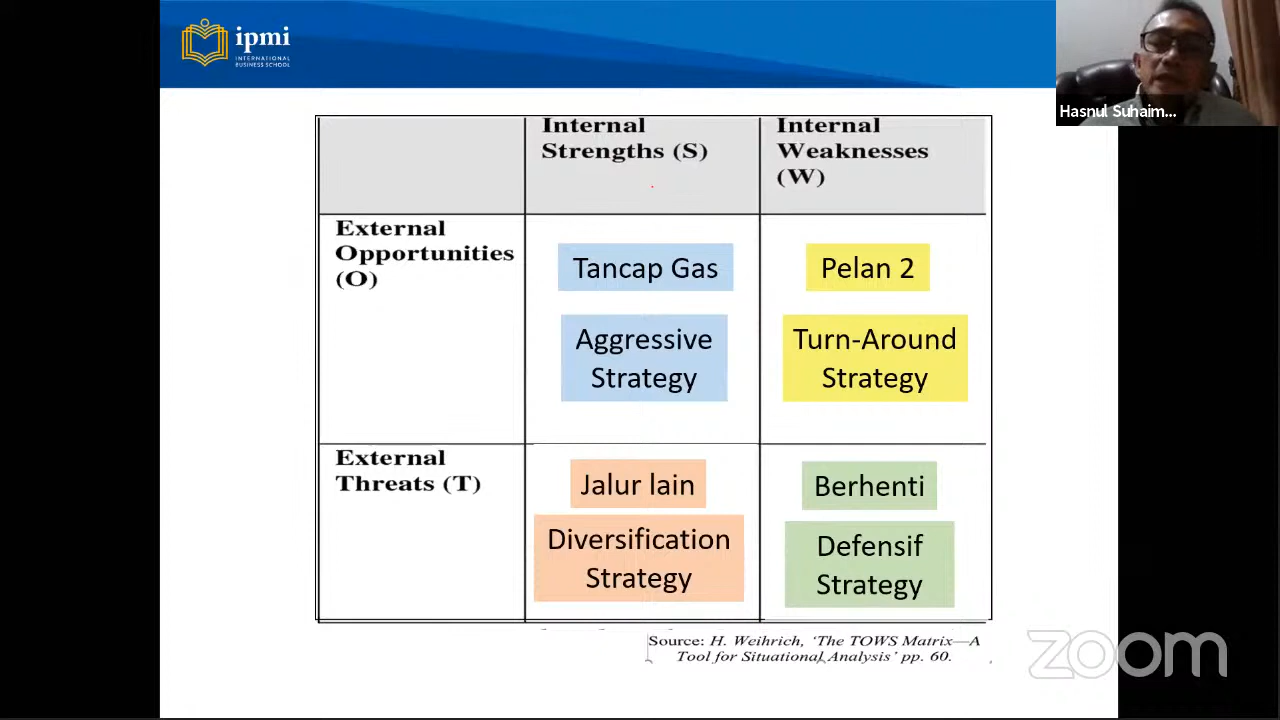 ipmi
INTERNATIONAL
BUSINESS SCHOOL
Hasnul Suhaim...
Internal
Strengths (S)
Internal
Weaknesses
(W)
External
Opportunities
(O)
Tancap Gas
Aggressive
Strategy
Pelan 2
Turn-Around
Strategy
External
Threats (T)
Jalur lain
Diversification
Strategy
Berhenti
Defensif
Strategy
Source: H. Weihrich, ‘The TOWS Matrix—A
Tool for Situational Analysis’ pp. 60.
zoom